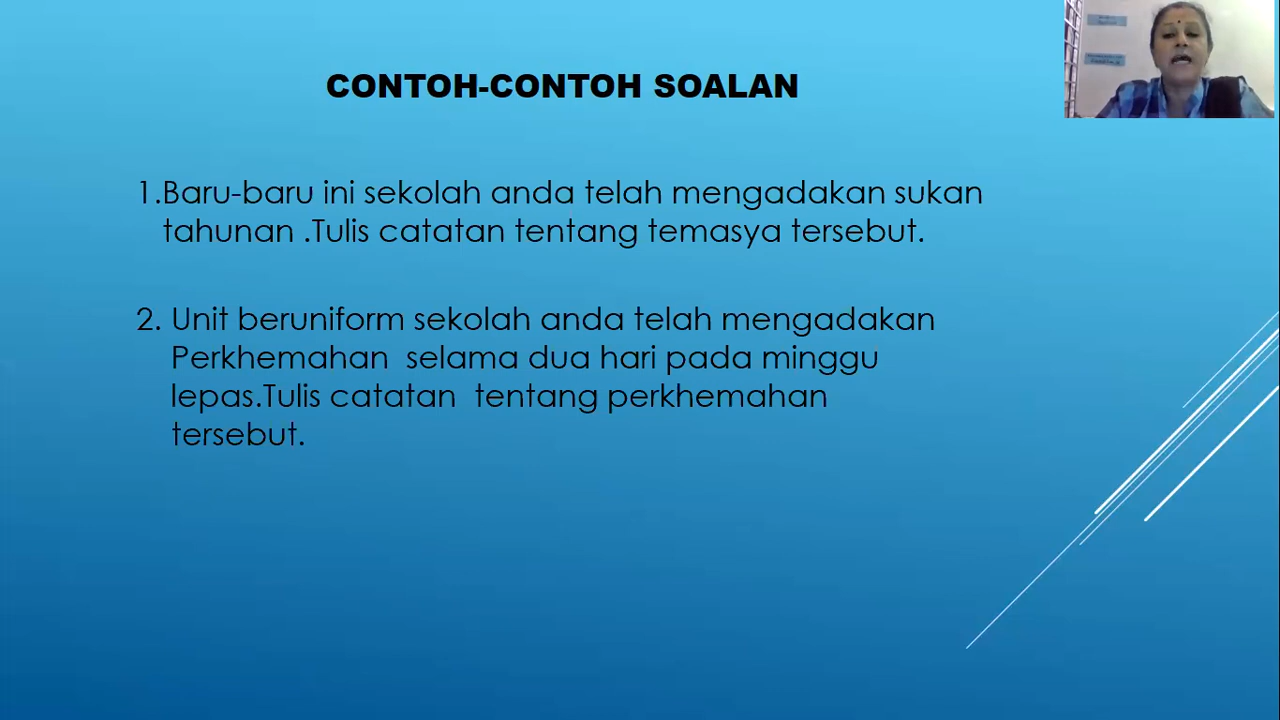 CONTOH-CONTOH SOALAN
1.Baru-baru ini sekolah anda telah mengadakan sukan
tahunan .Tulis catatan tentang temasya tersebut.
2. Unit beruniform sekolah anda telah mengadakan
Perkhemahan selama dua hari pada minggu
lepas.Tulis catatan tentang perkhemahan
tersebut.